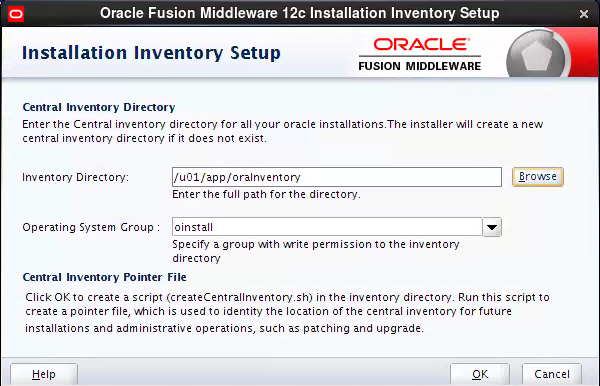 Oracle Fusion Middleware 12c Installation Inventory Setup
Installation Inventory Setup
ORACLE
FUSION MIDDLEWARE
Central Inventory Directory
Enter the Central inventory directory for all your oracle installations.The installer will create a new
central inventory directory if it does not exist.
Inventory Directory: /u01/app/oraInventory Browse
Enter the full path for the directory.
Operating System Group : oinstall
Specify a group with write permission to the inventory
directory
Central Inventory Pointer File
Click OK to create a script (createCentralInventory.sh) in the inventory directory. Run this script to
create a pointer file, which is used to identity the location of the central inventory for future
installations and administrative operations, such as patching and upgrade.
Help OK Cancel